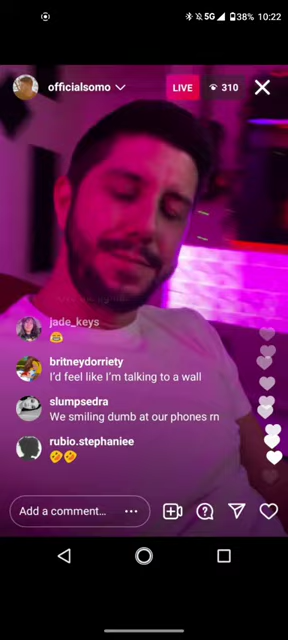 5G 38% 10:22
officialsomo LIVE 310
jade_keys
britneydorriety
I'd feel like I'm talking to a wall
slumpsedra
We smiling dumb at our phones rn
rubio.stephaniee
Add a comment...